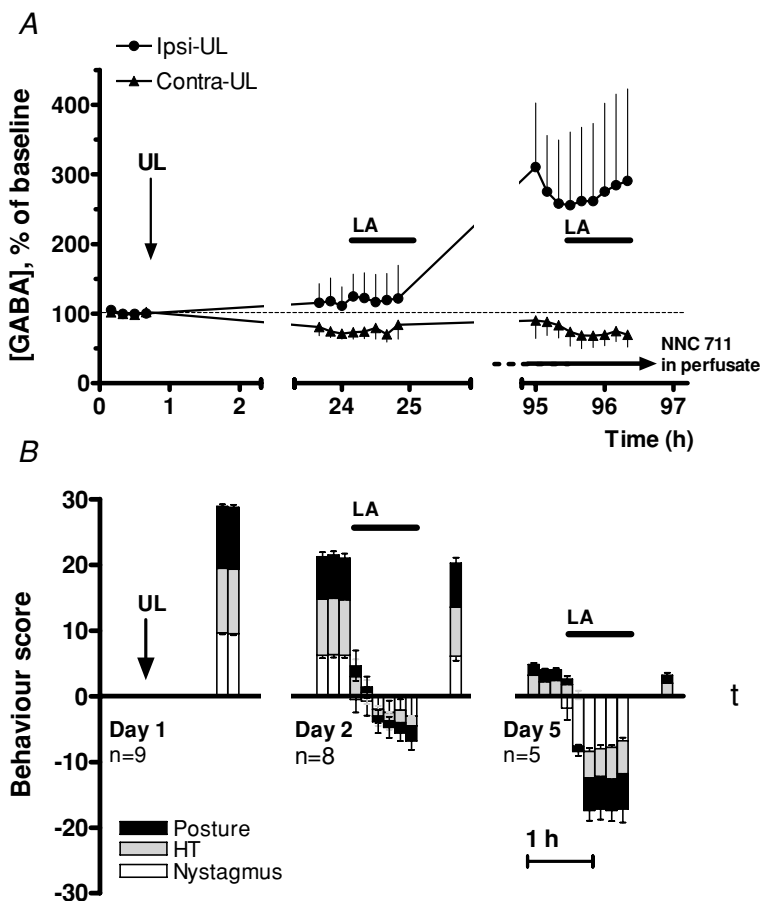 A
Ipsi-UL
Contra-UL
[GABA], % of baseline
400
300
200
100
0
UL
LA
LA
NNC 711
in perfusate
0 1 2 24 25 95 96 97
Time (h)
B
Behaviour score
30
20
10
0
-10
-20
-30
UL
LA
LA
t
Day 1
n=9
Day 2
n=8
Day 5
n=5
1 h
Posture
HT
Nystagmus